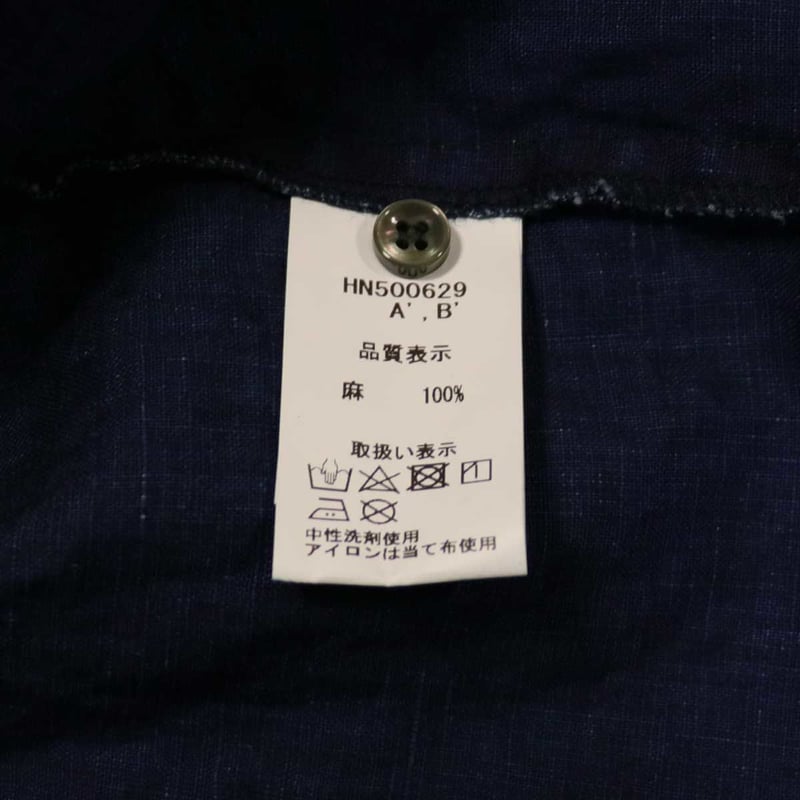 HN500629
A' , B'
品質表示
麻 100%
取扱い表示
中性洗剤使用
アイロンは当て布使用